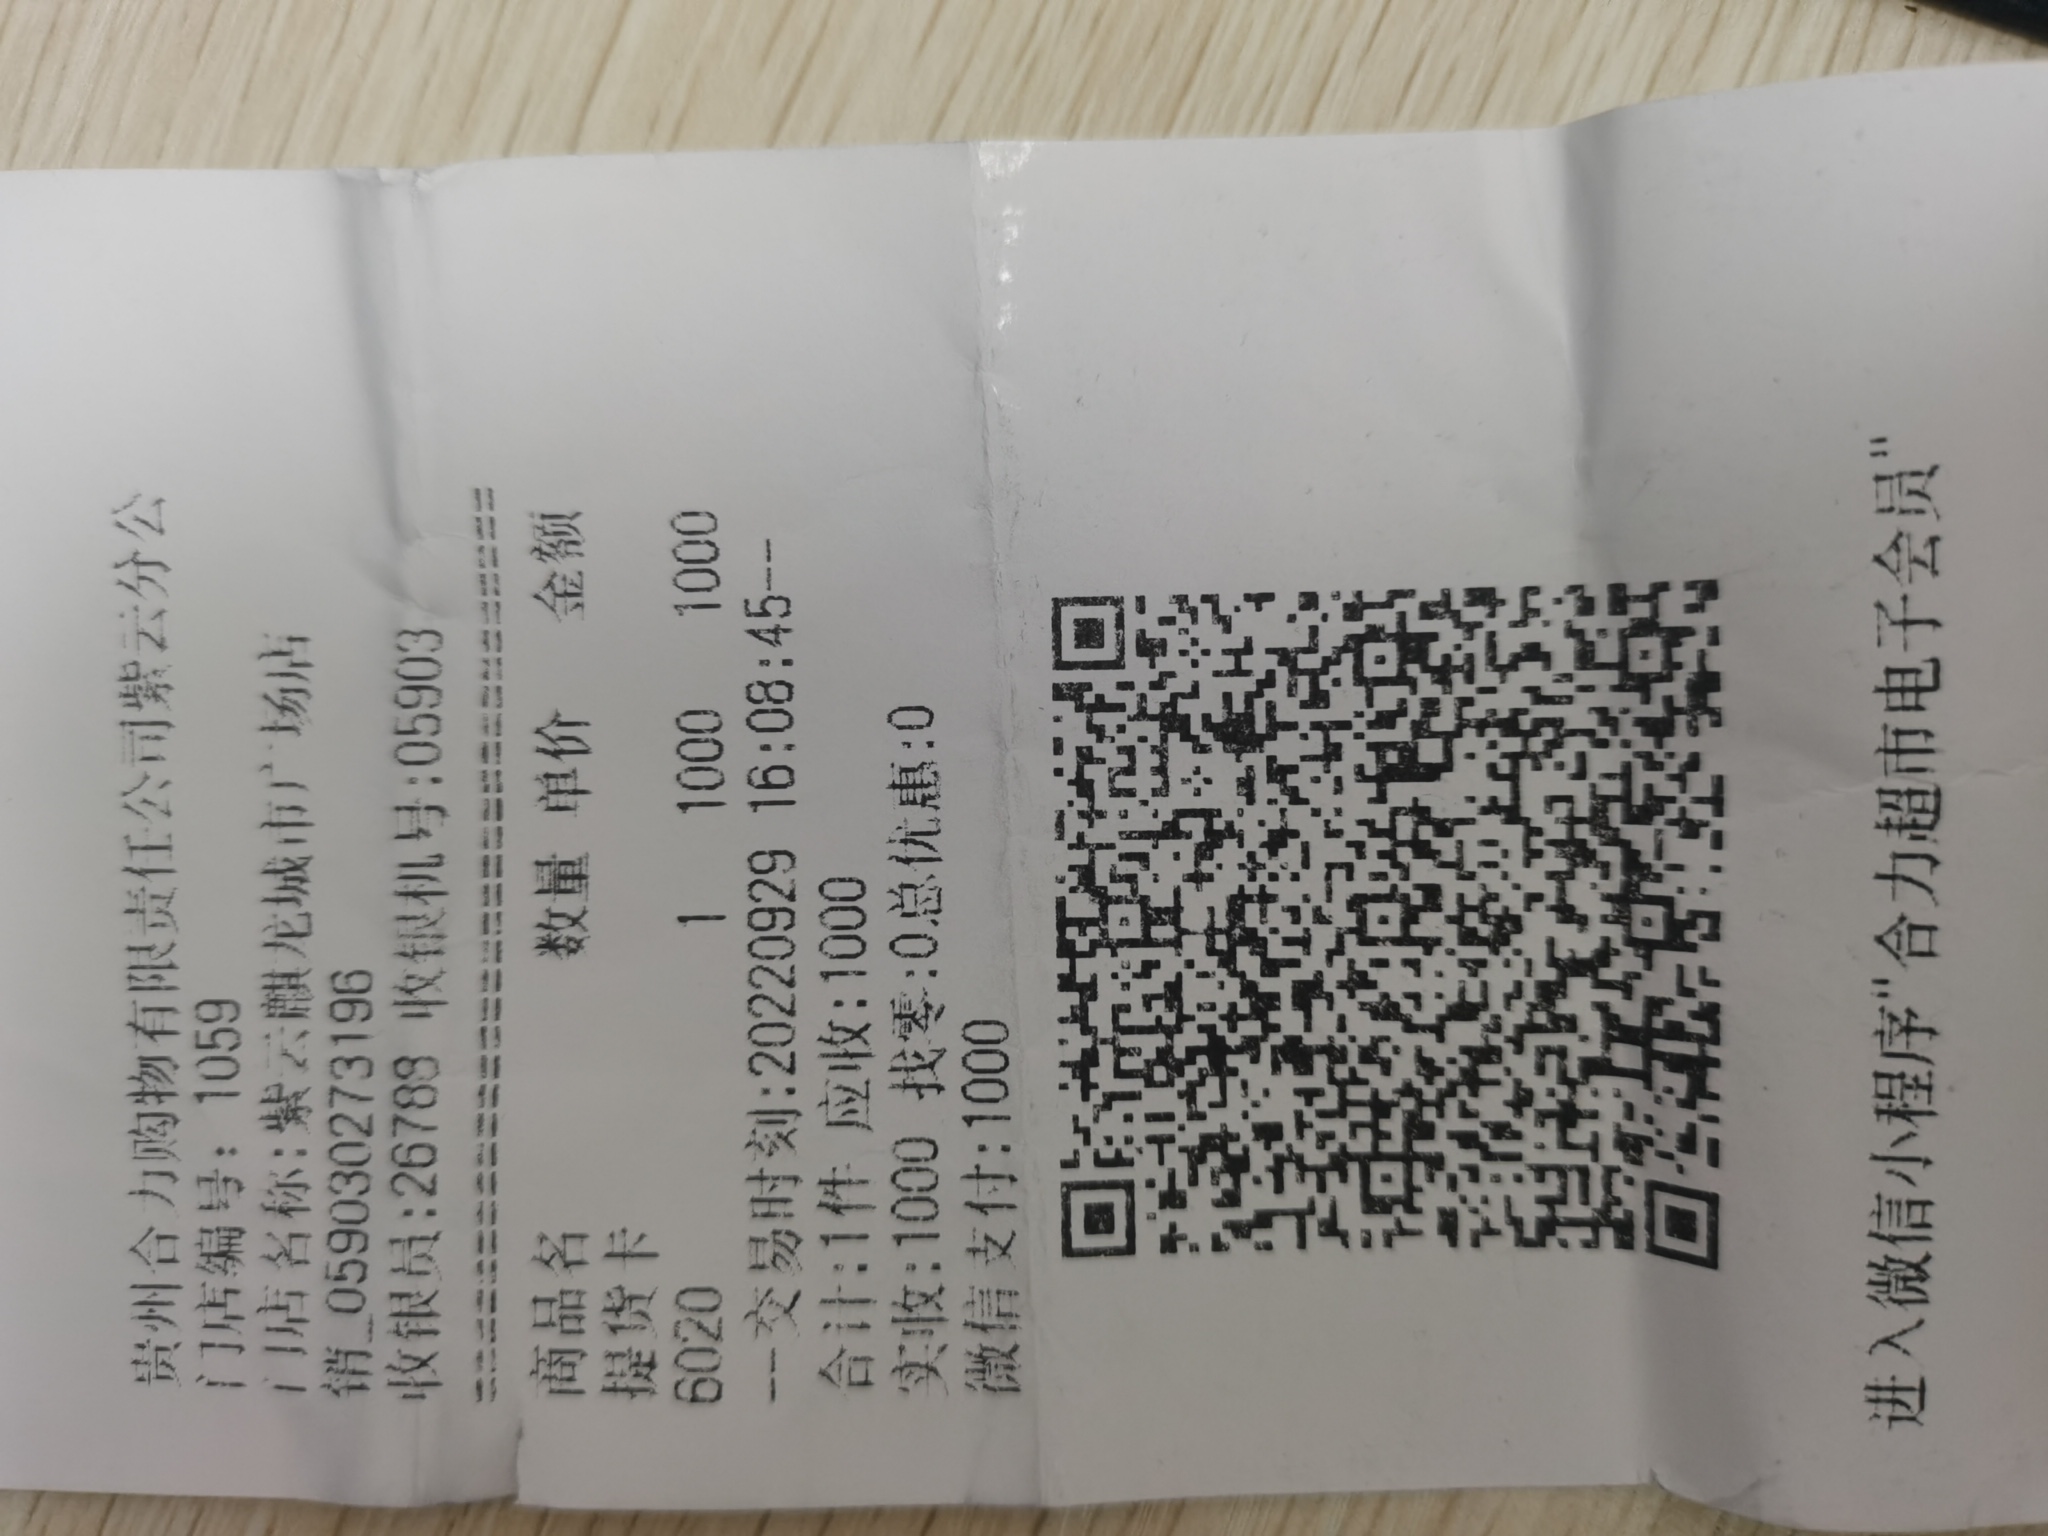 贵州合力购物有限责任公司紫云分公
门店编号: 1059
门店名称:紫云麒龙城市广场店
销_059030273196
收银员:26789 收银机号:05903
商品名 数量 单价 金额
提货卡
6020 1 1000 1000
--交易时刻:20220929 16:08:45--
合计:1件 应收:1000
实收:1000 找零:0总优惠:0
微信支付:1000
进入微信小程序"合力超市电子会员"